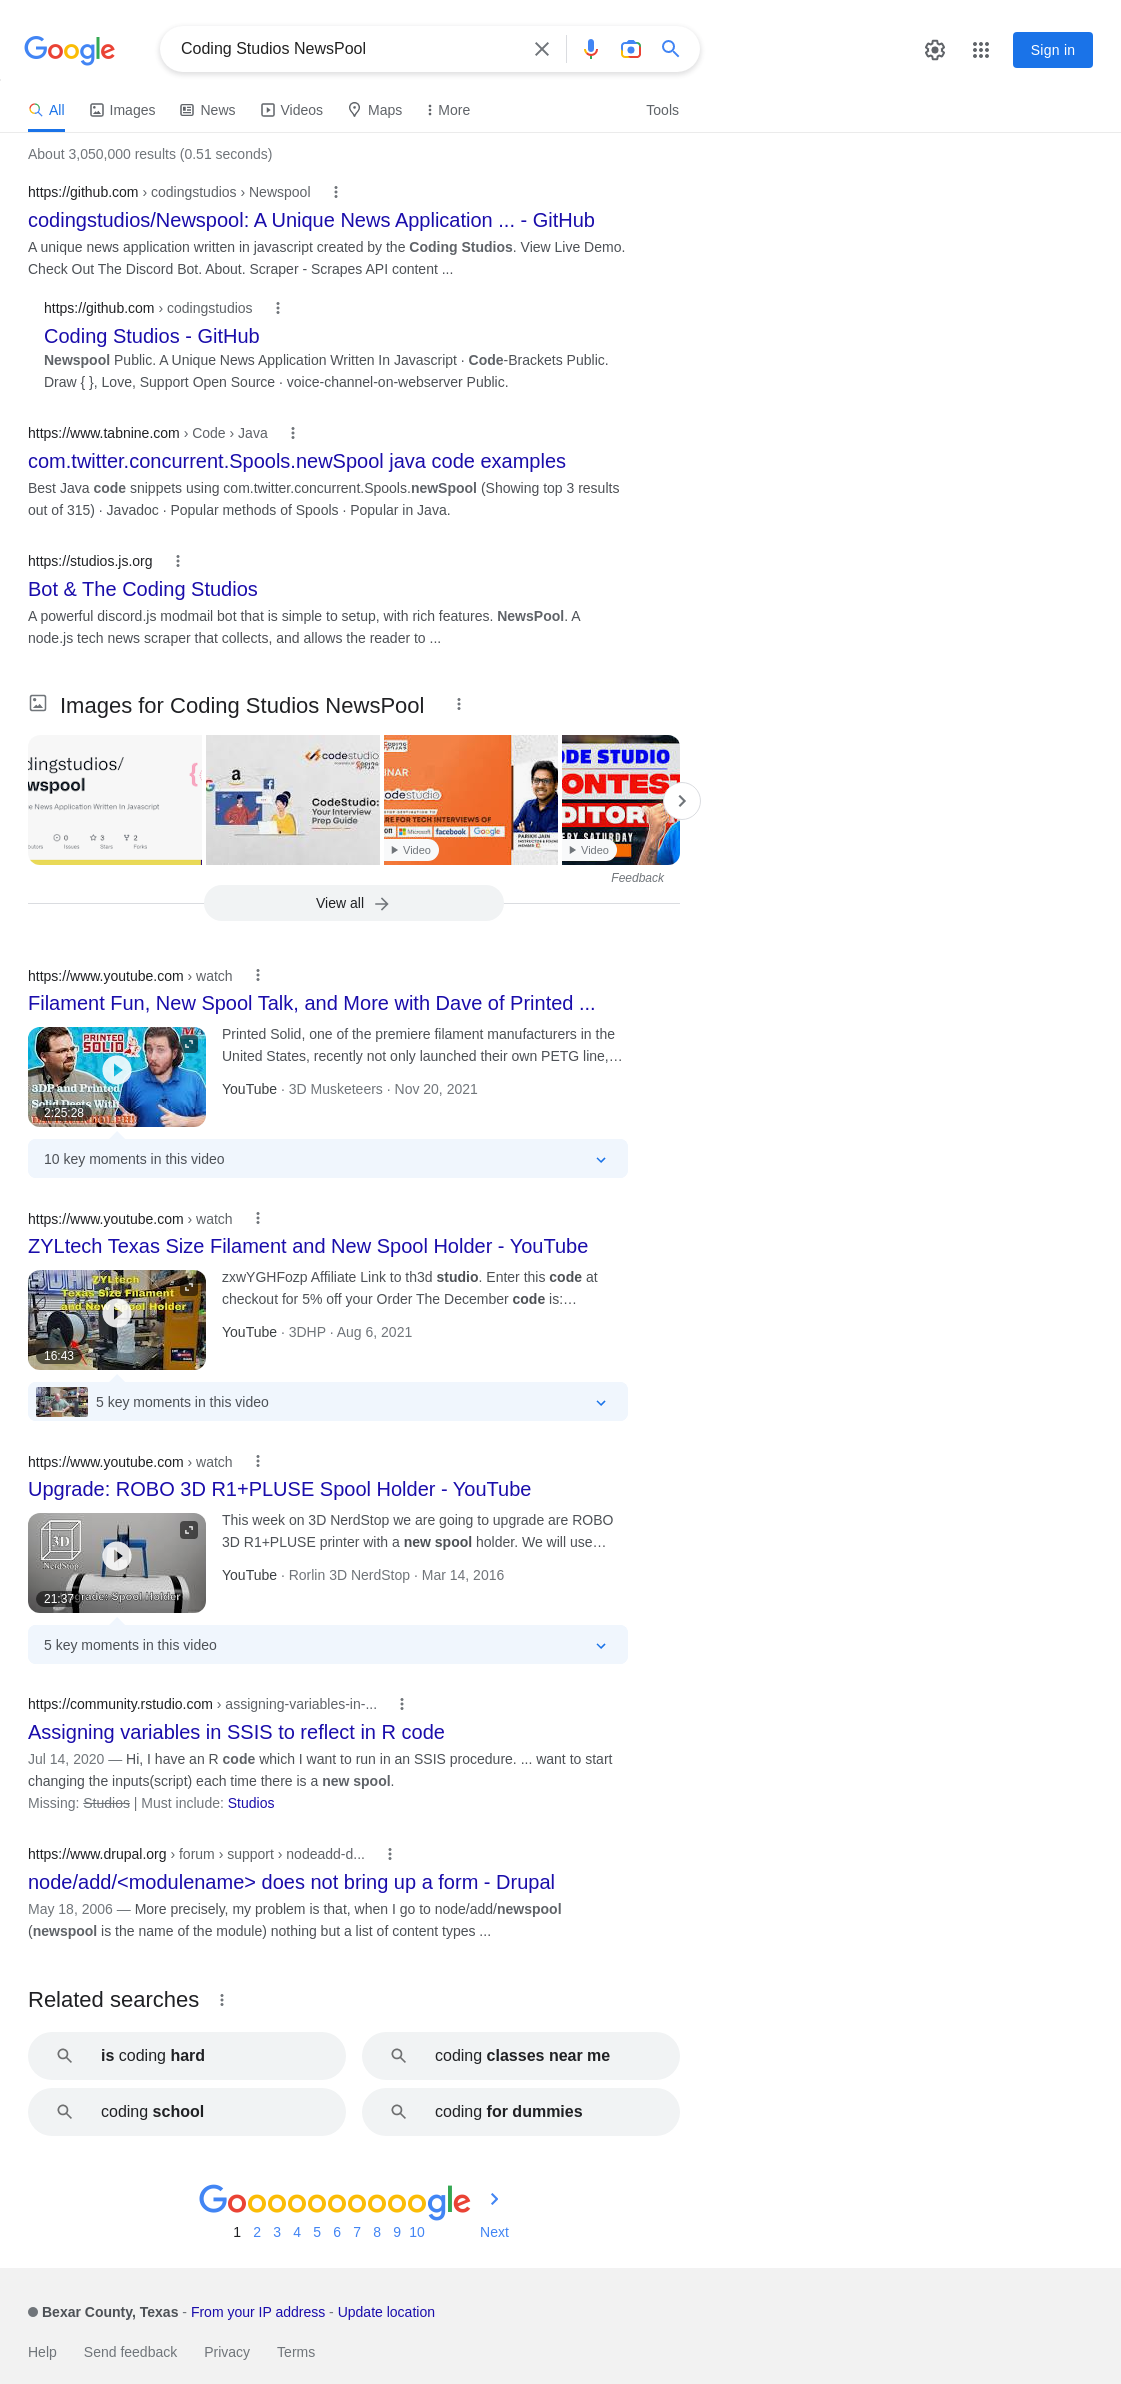 Google
Coding Studios NewsPool
Sign in
All
Images
News
Videos
Maps
More
Tools
About 3,050,000 results (0.51 seconds)
https://github.com › codingstudios › Newspool
codingstudios/Newspool: A Unique News Application ... - GitHub
A unique news application written in javascript created by the Coding Studios. View Live Demo.
Check Out The Discord Bot. About. Scraper - Scrapes API content ...
https://github.com › codingstudios
Coding Studios - GitHub
Newspool Public. A Unique News Application Written In Javascript · Code-Brackets Public.
Draw { }, Love, Support Open Source · voice-channel-on-webserver Public.
https://www.tabnine.com › Code › Java
com.twitter.concurrent.Spools.newSpool java code examples
Best Java code snippets using com.twitter.concurrent.Spools.newSpool (Showing top 3 results
out of 315) · Javadoc · Popular methods of Spools · Popular in Java.
https://studios.js.org
Bot & The Coding Studios
A powerful discord.js modmail bot that is simple to setup, with rich features. NewsPool. A
node.js tech news scraper that collects, and allows the reader to ...
Images for Coding Studios NewsPool
dingstudios/
wspool
e News Application Written In Javascript
0
3
2
Issues
Stars
Forks
codestudio
a
G
CodeStudio:
Your Interview
Prep Guide
CODING
NINJAS
INAR
odestudio
RE FOR TECH INTERVIEWS OF
on
Microsoft
facebook
Google
PARIKH JAIN
Video
ODE STUDIO
ONTEST
DITOR
ERY SATURDAY
Video
Feedback
View all
https://www.youtube.com › watch
Filament Fun, New Spool Talk, and More with Dave of Printed ...
PRINTED
SOLID
3DP and Printed
Solid Deets With
2:25:28
Printed Solid, one of the premiere filament manufacturers in the
United States, recently not only launched their own PETG line,…
YouTube · 3D Musketeers · Nov 20, 2021
10 key moments in this video
https://www.youtube.com › watch
ZYLtech Texas Size Filament and New Spool Holder - YouTube
3DHP
ZYLtech
Texas Size Filament
and New Spool Holder
16:43
zxwYGHFozp Affiliate Link to th3d studio. Enter this code at
checkout for 5% off your Order The December code is:…
YouTube · 3DHP · Aug 6, 2021
5 key moments in this video
https://www.youtube.com › watch
Upgrade: ROBO 3D R1+PLUSE Spool Holder - YouTube
3D
NerdStop
grade: Spool Holder
21:37
This week on 3D NerdStop we are going to upgrade are ROBO
3D R1+PLUSE printer with a new spool holder. We will use…
YouTube · Rorlin 3D NerdStop · Mar 14, 2016
5 key moments in this video
https://community.rstudio.com › assigning-variables-in-...
Assigning variables in SSIS to reflect in R code
Jul 14, 2020 — Hi, I have an R code which I want to run in an SSIS procedure. ... want to start
changing the inputs(script) each time there is a new spool.
Missing: Studios | Must include: Studios
https://www.drupal.org › forum › support › nodeadd-d...
node/add/<modulename> does not bring up a form - Drupal
May 18, 2006 — More precisely, my problem is that, when I go to node/add/newspool
(newspool is the name of the module) nothing but a list of content types ...
Related searches
is coding hard
coding classes near me
coding school
coding for dummies
Goooooooooogle
1 2 3 4 5 6 7 8 9 10 Next
Bexar County, Texas - From your IP address - Update location
Help
Send feedback
Privacy
Terms